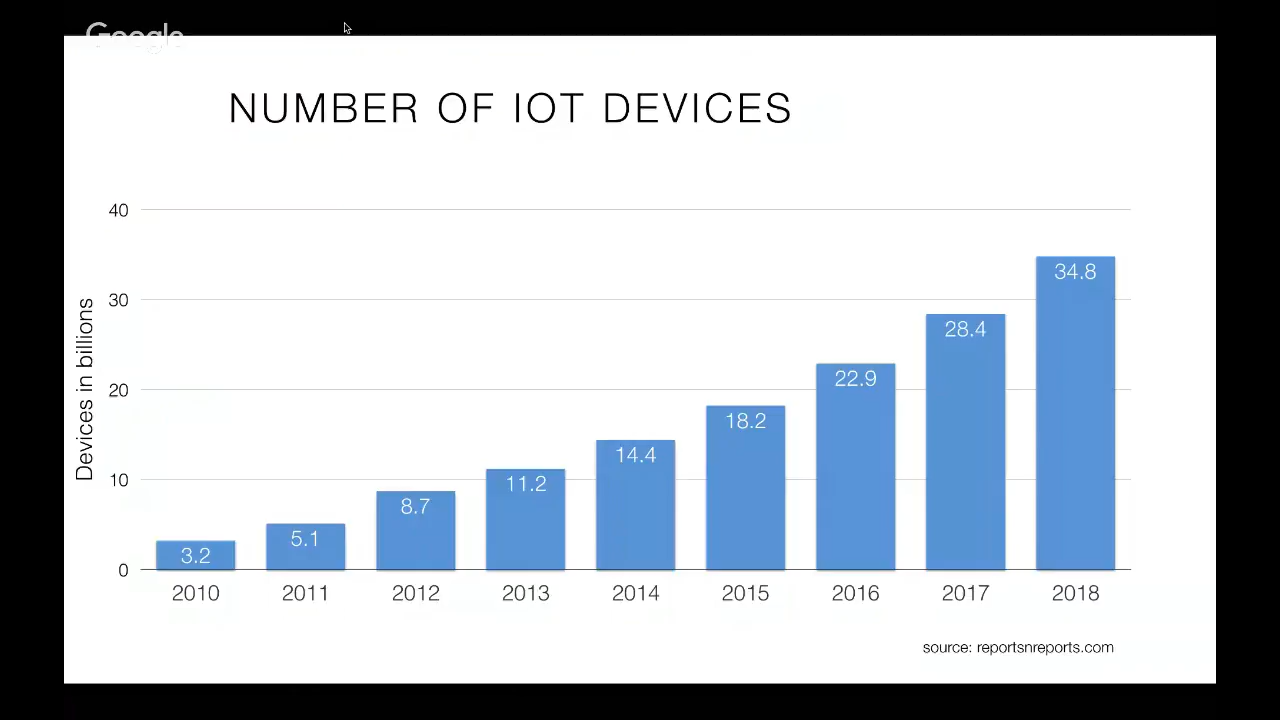 Google
NUMBER OF IOT DEVICES
Devices in billions
40
30
20
10
0
3.2
5.1
8.7
11.2
14.4
18.2
22.9
28.4
34.8
2010 2011 2012 2013 2014 2015 2016 2017 2018
source: reportsnreports.com